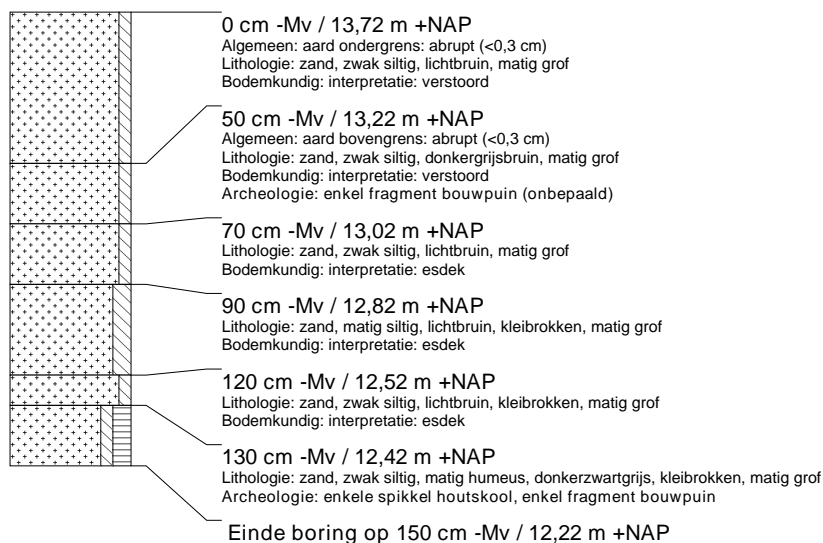 0 cm -Mv / 13,72 m +NAP
Algemeen: aard ondergrens: abrupt (<0,3 cm)
Lithologie: zand, zwak siltig, lichtbruin, matig grof
Bodemkundig: interpretatie: verstoord
50 cm -Mv / 13,22 m +NAP
Algemeen: aard bovengrens: abrupt (<0,3 cm)
Lithologie: zand, zwak siltig, donkergrijsbruin, matig grof
Bodemkundig: interpretatie: verstoord
Archeologie: enkel fragment bouwpuin (onbepaald)
70 cm -Mv / 13,02 m +NAP
Lithologie: zand, zwak siltig, lichtbruin, matig grof
Bodemkundig: interpretatie: esdek
90 cm -Mv / 12,82 m +NAP
Lithologie: zand, matig siltig, lichtbruin, kleibrokken, matig grof
Bodemkundig: interpretatie: esdek
120 cm -Mv / 12,52 m +NAP
Lithologie: zand, zwak siltig, lichtbruin, kleibrokken, matig grof
Bodemkundig: interpretatie: esdek
130 cm -Mv / 12,42 m +NAP
Lithologie: zand, zwak siltig, matig humeus, donkerzwartgrijs, kleibrokken, matig grof
Archeologie: enkele spikkel houtskool, enkel fragment bouwpuin
Einde boring op 150 cm -Mv / 12,22 m +NAP